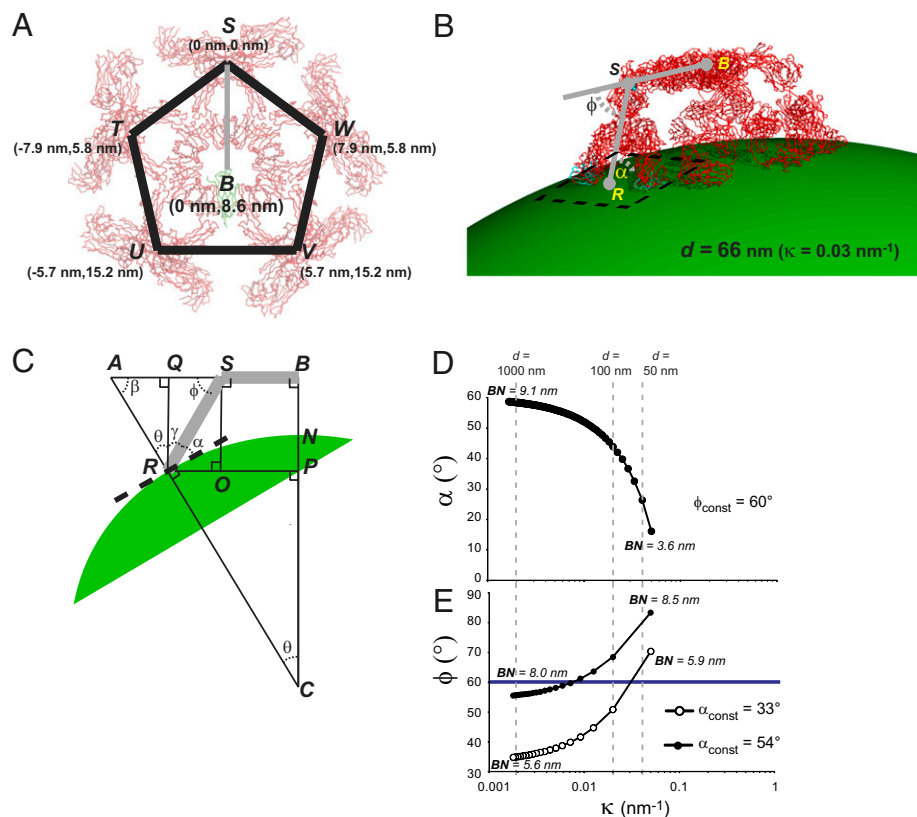 A
S
(0 nm,0 nm)
T
(-7.9 nm,5.8 nm)
W
(7.9 nm,5.8 nm)
B
(0 nm,8.6 nm)
U
(-5.7 nm,15.2 nm)
V
(5.7 nm,15.2 nm)
B
S
B
ϕ
α
R
d = 66 nm (κ = 0.03 nm⁻¹)
C
A Q S B
β ϕ
θ γ α
N
R
O
P
θ
C
D
d = 1000 nm
d = 100 nm
d = 50 nm
BN = 9.1 nm
60
50
40
30
20
10
0
α (°)
ϕconst = 60°
BN = 3.6 nm
E
BN = 8.5 nm
90
80
70
60
50
40
30
ϕ (°)
BN = 8.0 nm
BN = 5.9 nm
αconst = 33°
αconst = 54°
BN = 5.6 nm
0.001 0.01 0.1 1
κ (nm⁻¹)